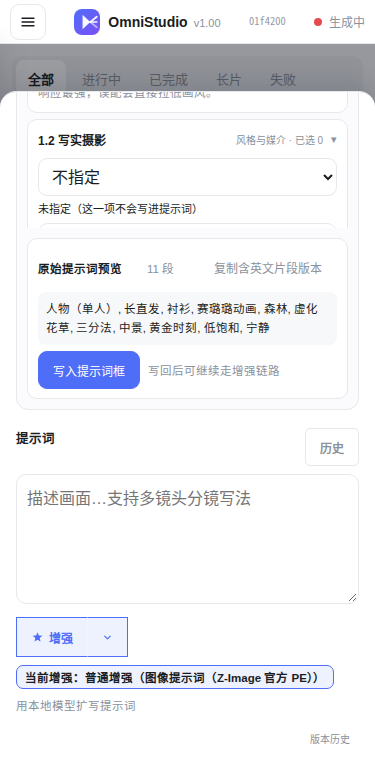 OmniStudio v1.00 01f4200 生成中
全部 进行中 已完成 长片 失败
响应最强，误配会直接拉低画风。
1.2 写实摄影 风格与媒介 · 已选 0 ▾
不指定
未指定（这一项不会写进提示词）
原始提示词预览 11 段 复制含英文片段版本
人物（单人），长直发, 衬衫, 赛璐璐动画, 森林, 虚化
花草, 三分法, 中景, 黄金时刻, 低饱和, 宁静
写入提示词框 写回后可继续走增强链路
提示词 历史
描述画面…支持多镜头分镜写法
增强
当前增强：普通增强（图像提示词（Z-Image 官方 PE））
用本地模型扩写提示词
版本历史